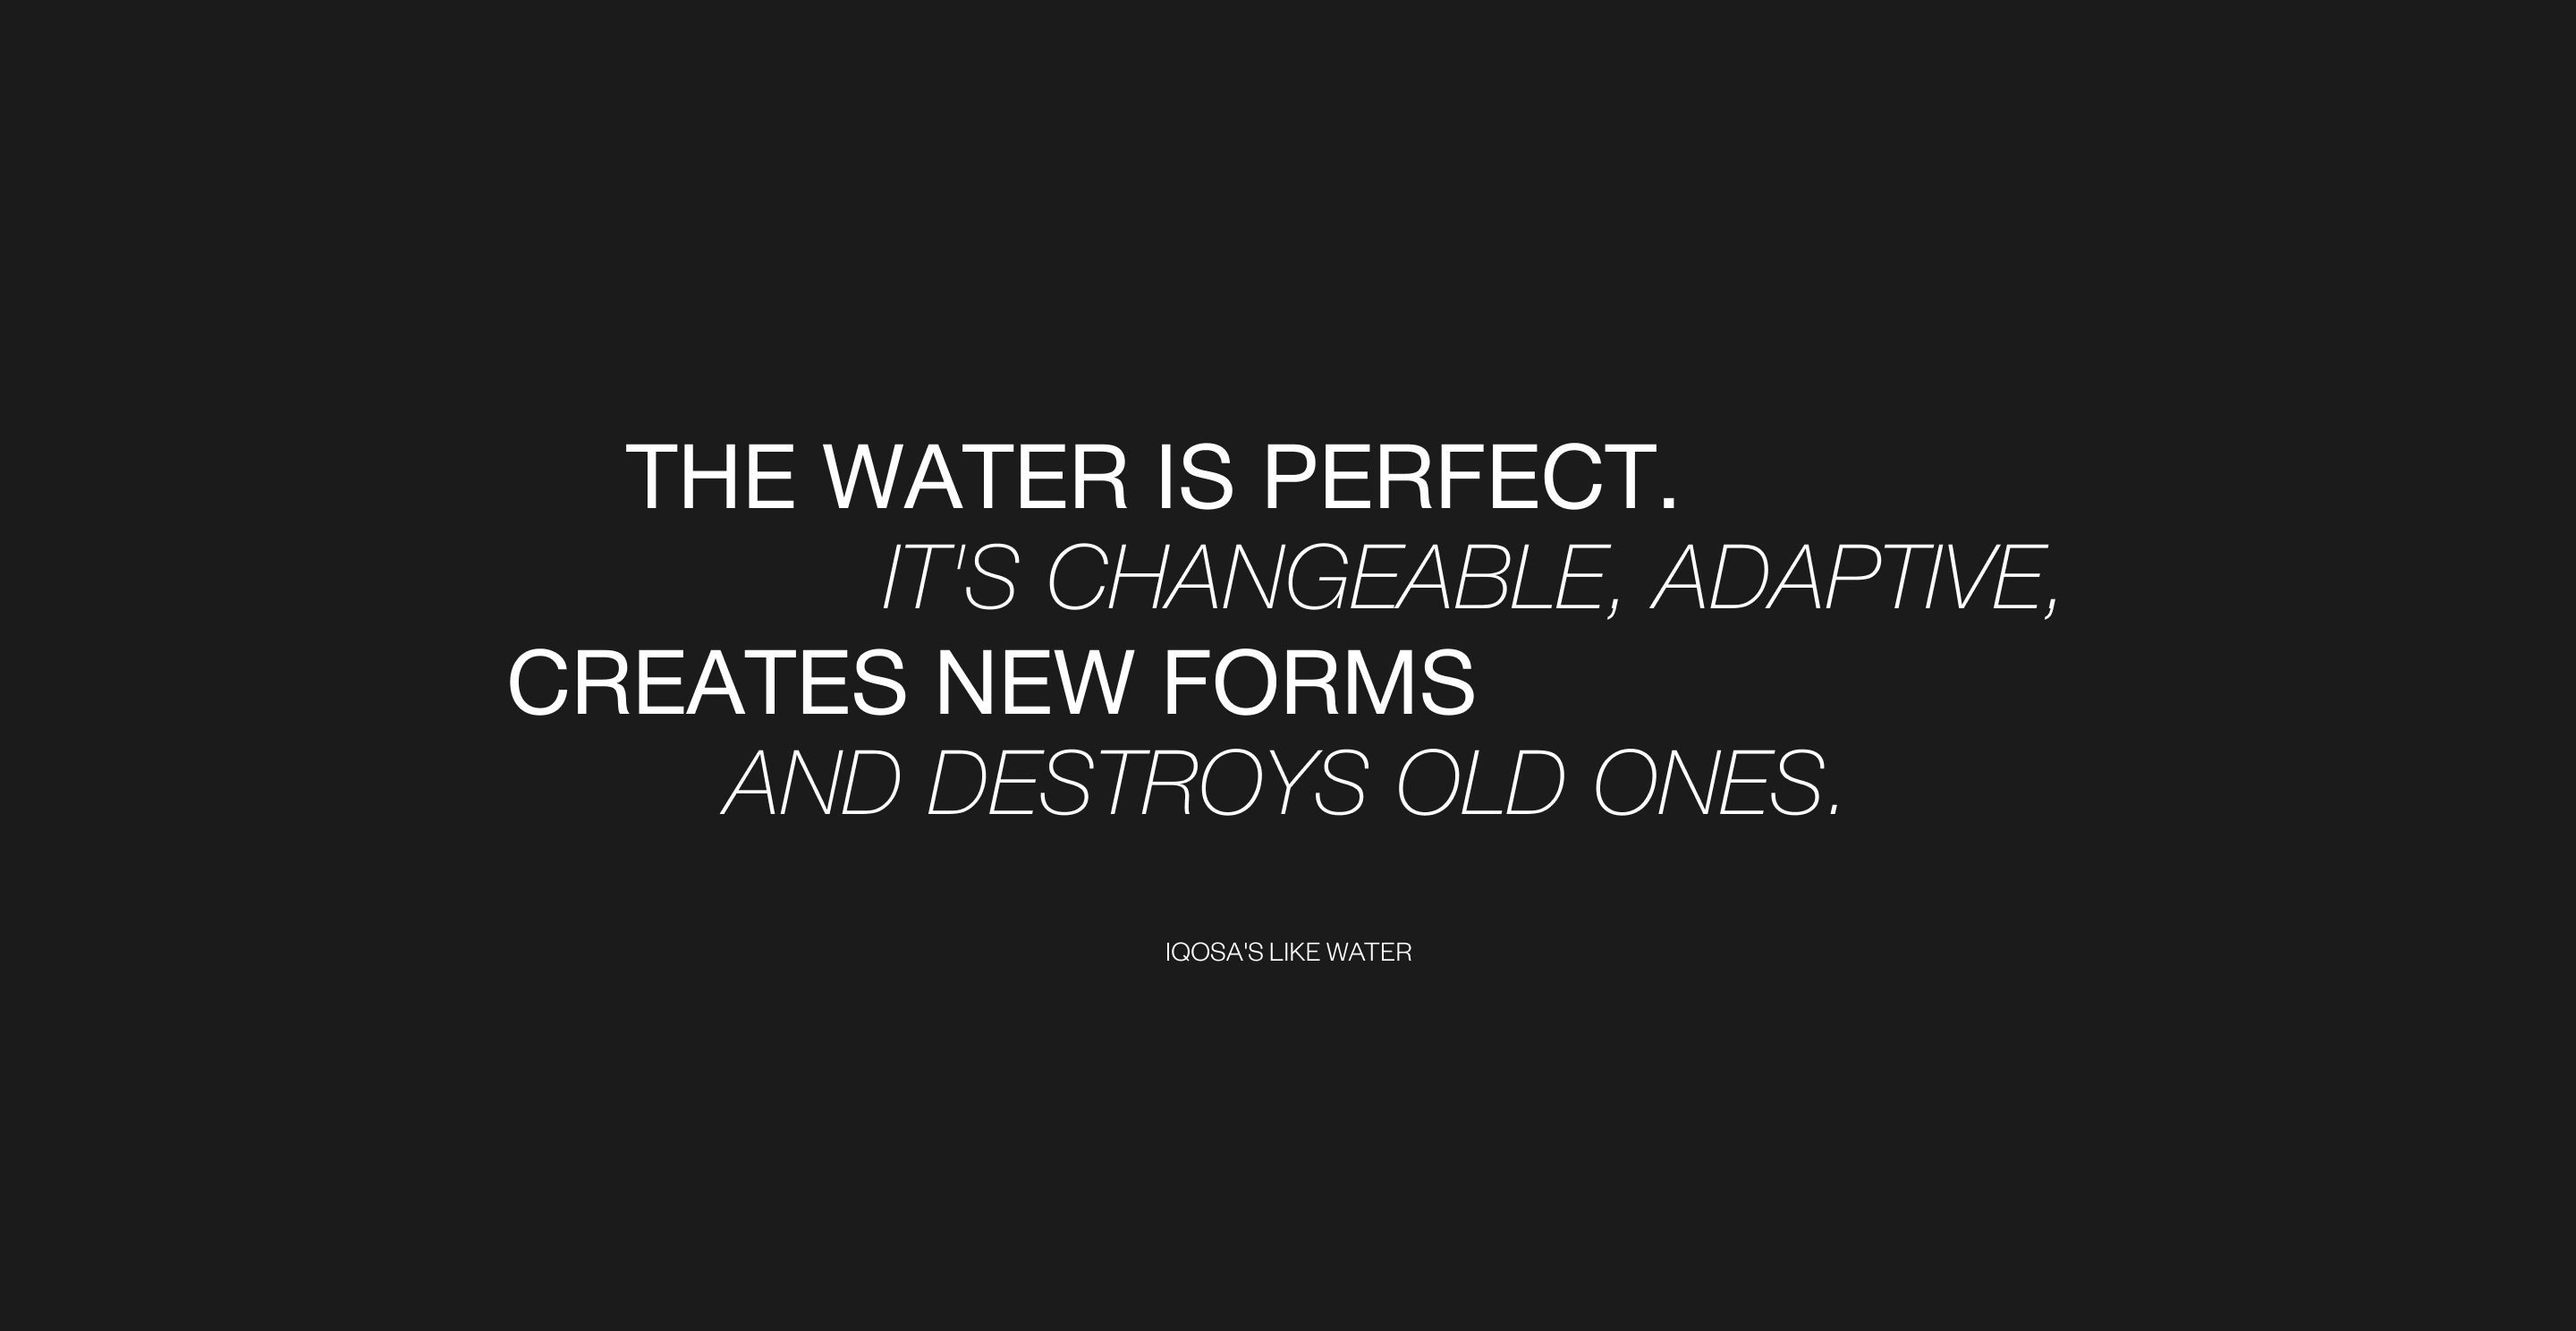 THE WATER IS PERFECT.
IT'S CHANGEABLE, ADAPTIVE,
CREATES NEW FORMS
AND DESTROYS OLD ONES.
IQOSA'S LIKE WATER